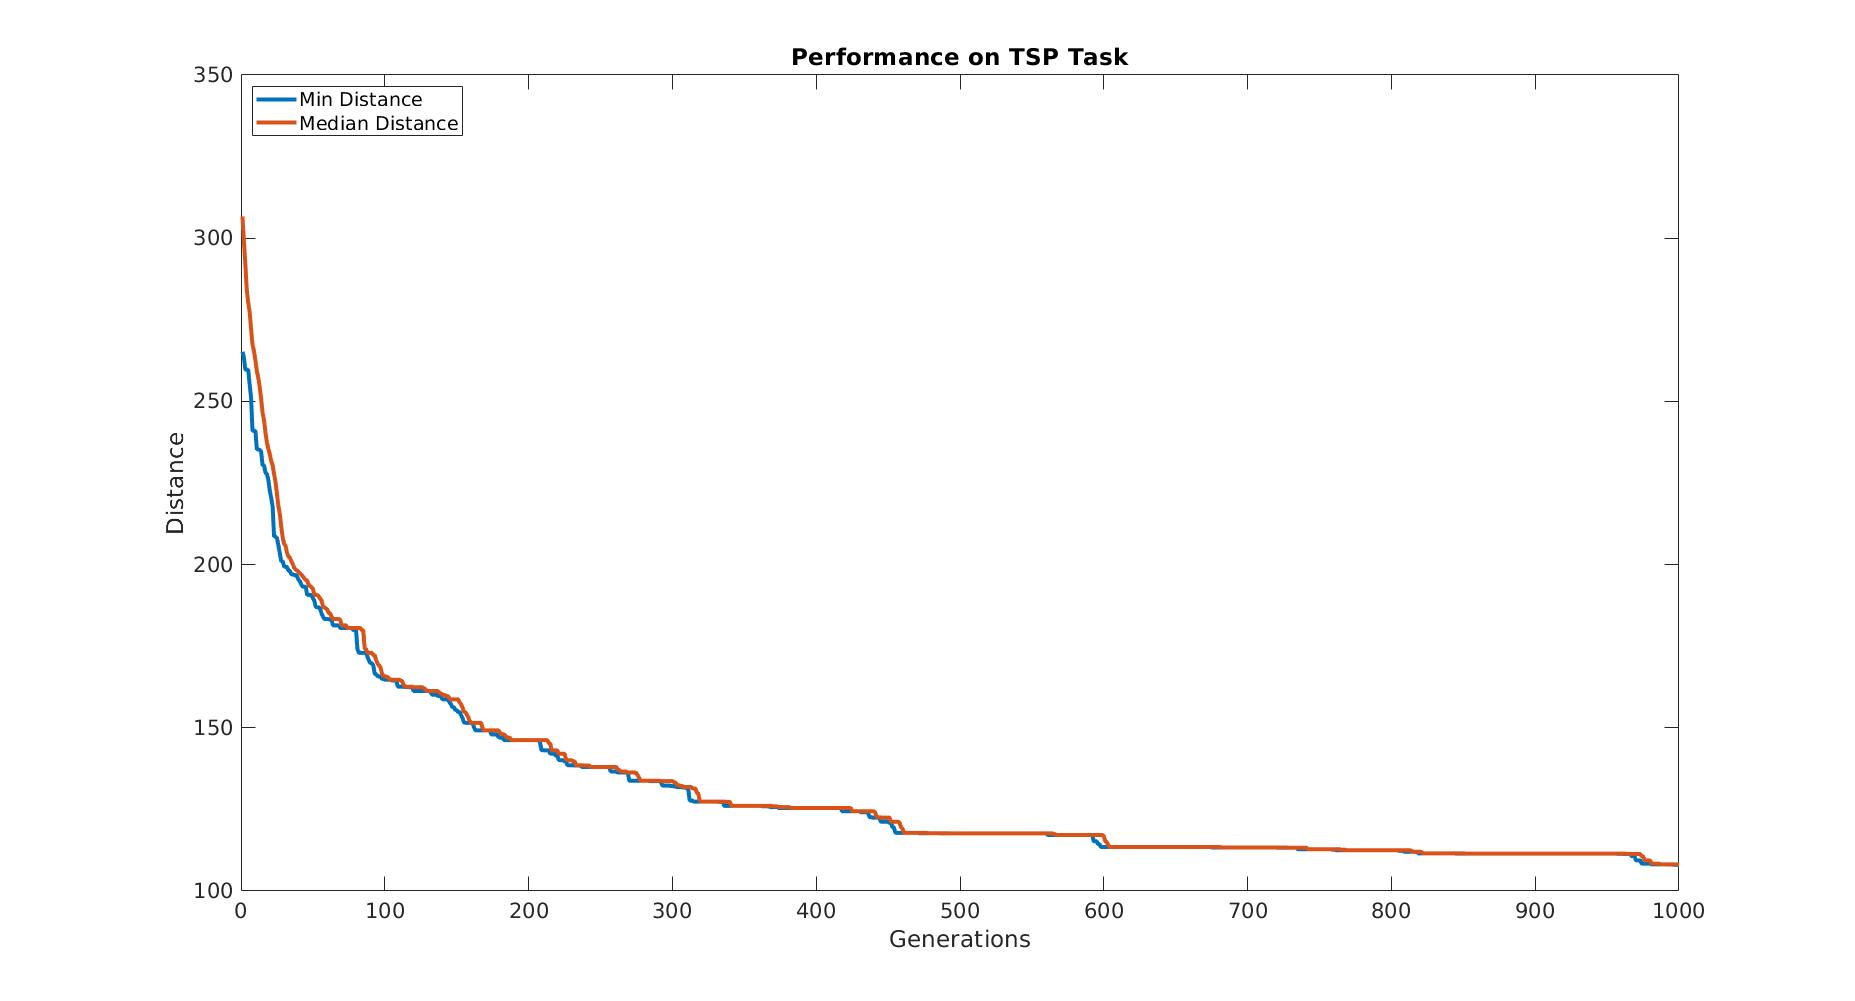 Performance on TSP Task
350
Min Distance
Median Distance
300
250
200
150
100
Distance
0 100 200 300 400 500 600 700 800 900 1000
Generations